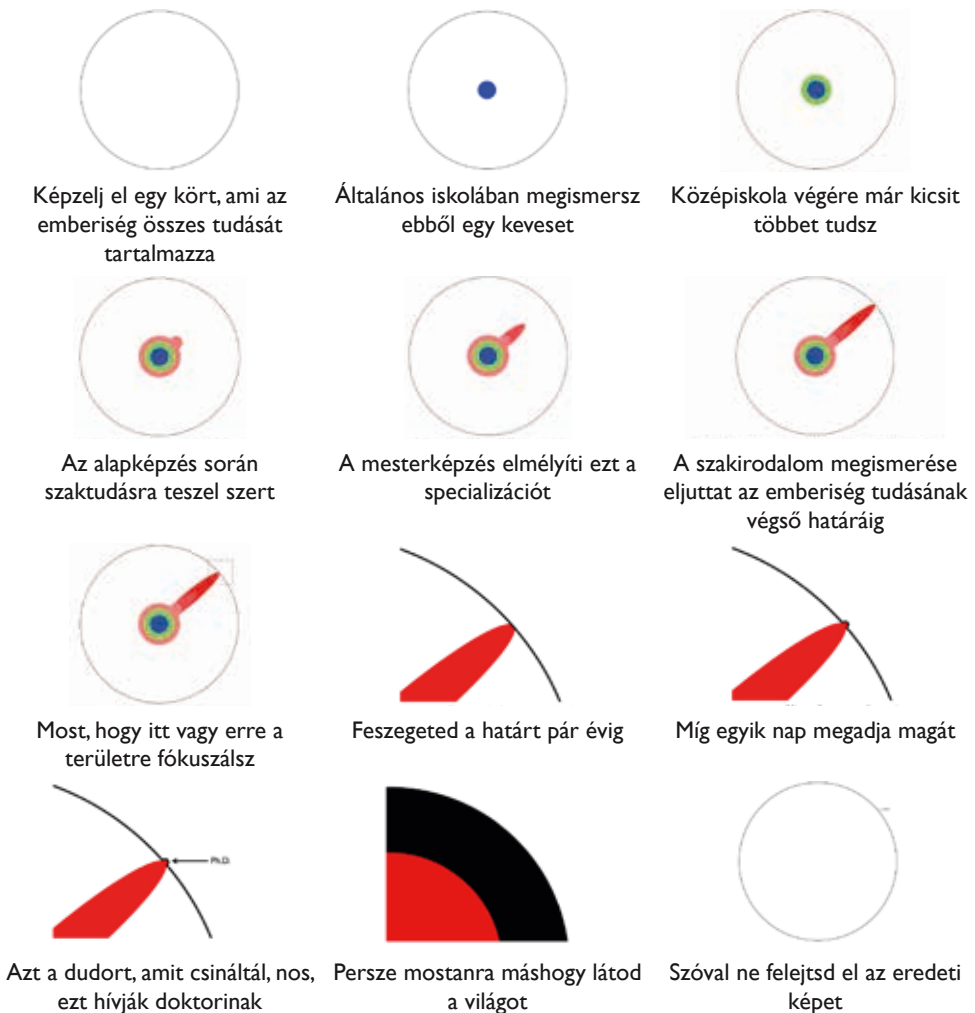 Képzelj el egy kört, ami az
emberiség összes tudását
tartalmazza
Általános iskolában megismersz
ebből egy keveset
Középiskola végére már kicsit
többet tudsz
Az alapképzés során
szaktudásra teszel szert
A mesterképzés elmélyíti ezt a
specializációt
A szakirodalom megismerése
eljuttat az emberiség tudásának
végső határáig
Most, hogy itt vagy erre a
területre fókuszálsz
Feszegeted a határt pár évig
Míg egyik nap megadja magát
Ph.D.
Azt a dudort, amit csináltál, nos,
ezt hívják doktorinak
Persze mostanra máshogy látod
a világot
Szóval ne felejtsd el az eredeti
képet